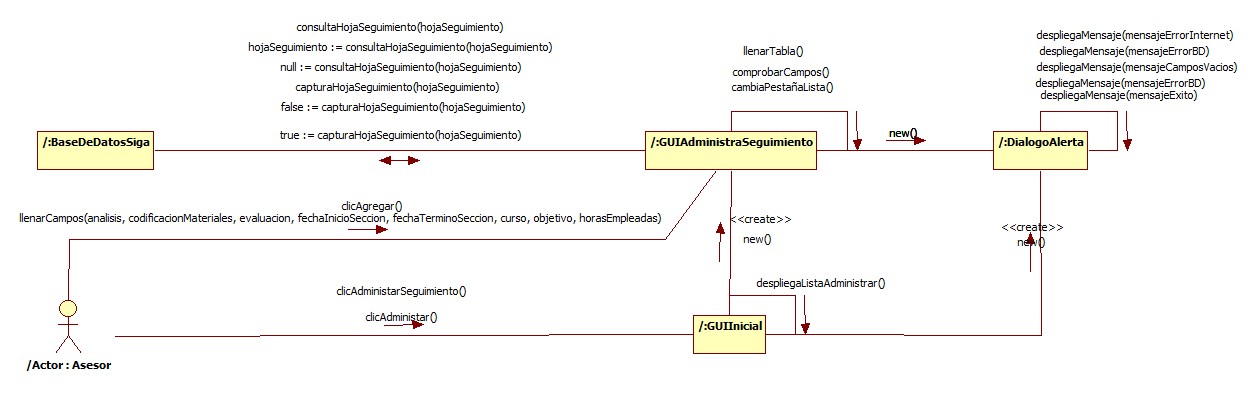 consultaHojaSeguimiento(hojaSeguimiento)
hojaSeguimiento := consultaHojaSeguimiento(hojaSeguimiento)
null := consultaHojaSeguimiento(hojaSeguimiento)
capturaHojaSeguimiento(hojaSeguimiento)
false := capturaHojaSeguimiento(hojaSeguimiento)
true := capturaHojaSeguimiento(hojaSeguimiento)
llenarTabla()
comprobarCampos()
cambiaPestañaLista()
despliegaMensaje(mensajeErrorInternet)
despliegaMensaje(mensajeErrorBD)
despliegaMensaje(mensajeCamposVacios)
despliegaMensaje(mensajeErrorBD)
despliegaMensaje(mensajeExito)
/:BaseDeDatosSiga
/:GUIAdministraSeguimiento
new()
/:DialogoAlerta
clicAgregar()
llenarCampos(analisis, codificacionMateriales, evaluacion, fechaInicioSeccion, fechaTerminoSeccion, curso, objetivo, horasEmpleadas)
<<create>>
new()
<<create>>
new()
despliegaListaAdministrar()
clicAdministarSeguimiento()
clicAdministar()
/:GUIInicial
/Actor : Asesor